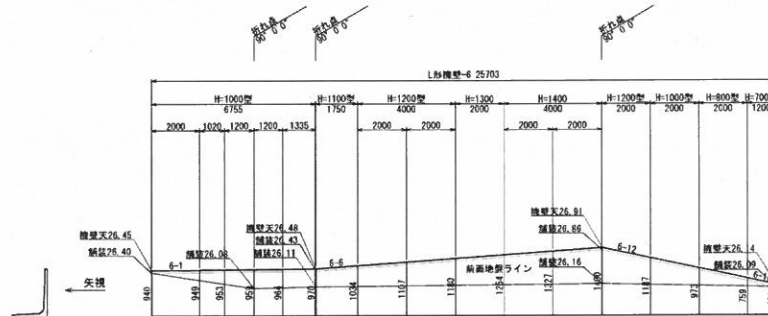 折れ点
90°0'0"
折れ点
90°0'0"
折れ点
90°0'0"
L形擁壁-6 25703
H=1000型 H=1100型 H=1200型 H=1300 H=1400 H=1200型 H=1000型 H=800型 H=700
6755 1750 4000 2000 4000 2000 2000 2000 1200
2000 1020 1200 1200 1335 2000 2000 2000 2000
擁壁天26.91
擁壁天26.48
舗装26.86
擁壁天26.45
舗装26.43
6-12
擁壁天26.14
舗装26.40
6-1
舗装26.08
舗装26.11
6-6
前面地盤ライン
舗装26.16
舗装26.09
矢視
940 949 953 959 964 970 1034 1107 1180 1254 1327 1187 973 759